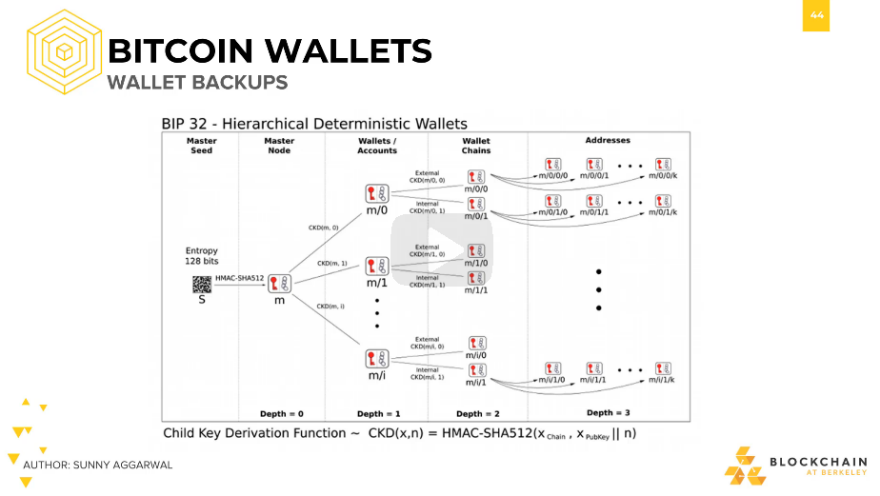 44
BITCOIN WALLETS
WALLET BACKUPS
BIP 32 - Hierarchical Deterministic Wallets
Master Seed
Master Node
Wallets / Accounts
Wallet Chains
Addresses
Entropy
128 bits
S
HMAC-SHA512
m
CKD(m, 0)
CKD(m, 1)
CKD(m, i)
m/0
m/1
m/i
External
CKD(m/0, 0)
Internal
CKD(m/0, 1)
External
CKD(m/1, 0)
Internal
CKD(m/1, 1)
External
CKD(m/i, 0)
Internal
CKD(m/i, 1)
m/0/0
m/0/1
m/1/0
m/1/1
m/i/0
m/i/1
m/0/0/0 m/0/0/1 • • • m/0/0/k
m/0/1/0 m/0/1/1 • • • m/0/1/k
m/i/1/0 m/i/1/1 • • • m/i/1/k
Depth = 0
Depth = 1
Depth = 2
Depth = 3
Child Key Derivation Function ~ CKD(x,n) = HMAC-SHA512(x Chain , x PubKey || n)
AUTHOR: SUNNY AGGARWAL
BLOCKCHAIN
AT BERKELEY